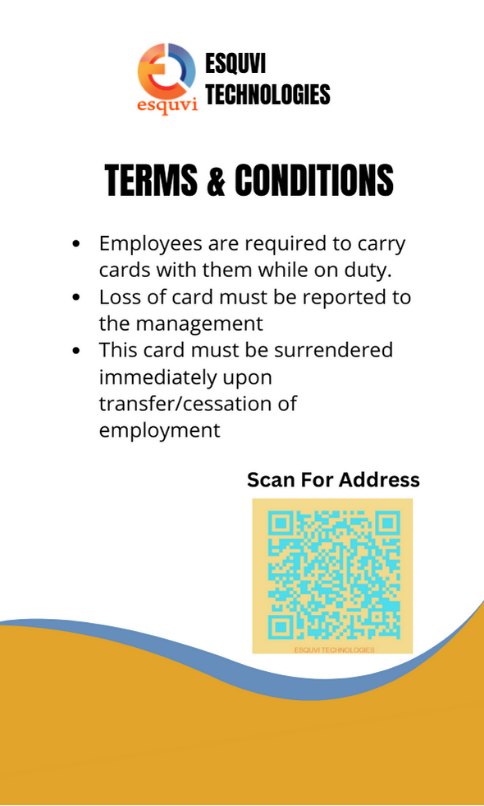 ESQUVI
TECHNOLOGIES
esquvi
TERMS & CONDITIONS
• Employees are required to carry
cards with them while on duty.
• Loss of card must be reported to
the management
• This card must be surrendered
immediately upon
transfer/cessation of
employment
Scan For Address
ESQUVI TECHNOLOGIES